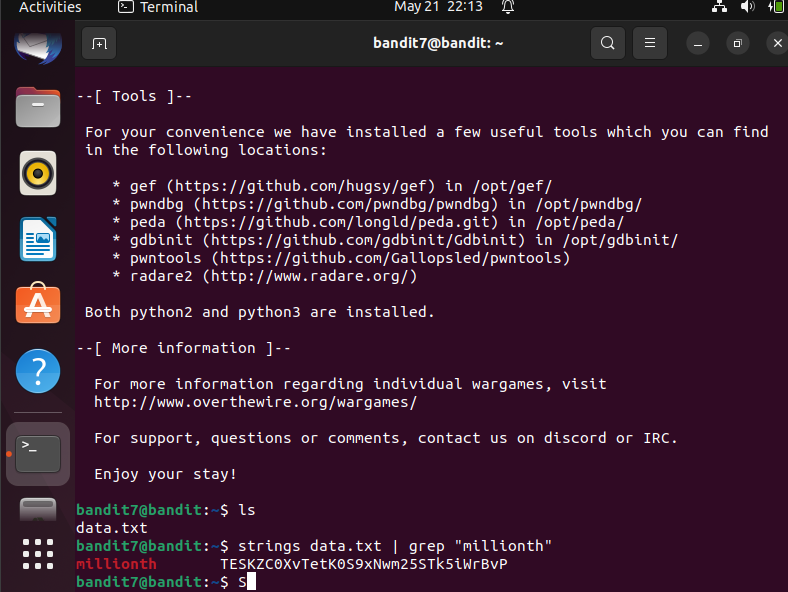 Activities
Terminal
May 21 22:13
bandit7@bandit: ~
--[ Tools ]--
For your convenience we have installed a few useful tools which you can find
in the following locations:
* gef (https://github.com/hugsy/gef) in /opt/gef/
* pwndbg (https://github.com/pwndbg/pwndbg) in /opt/pwndbg/
* peda (https://github.com/longld/peda.git) in /opt/peda/
* gdbinit (https://github.com/gdbinit/Gdbinit) in /opt/gdbinit/
* pwntools (https://github.com/Gallopsled/pwntools)
* radare2 (http://www.radare.org/)
Both python2 and python3 are installed.
--[ More information ]--
For more information regarding individual wargames, visit
http://www.overthewire.org/wargames/
For support, questions or comments, contact us on discord or IRC.
Enjoy your stay!
bandit7@bandit:~$ ls
data.txt
bandit7@bandit:~$ strings data.txt | grep "millionth"
millionth TESKZC0XvTetK0S9xNwm25STk5iWrBvP
bandit7@bandit:~$ S